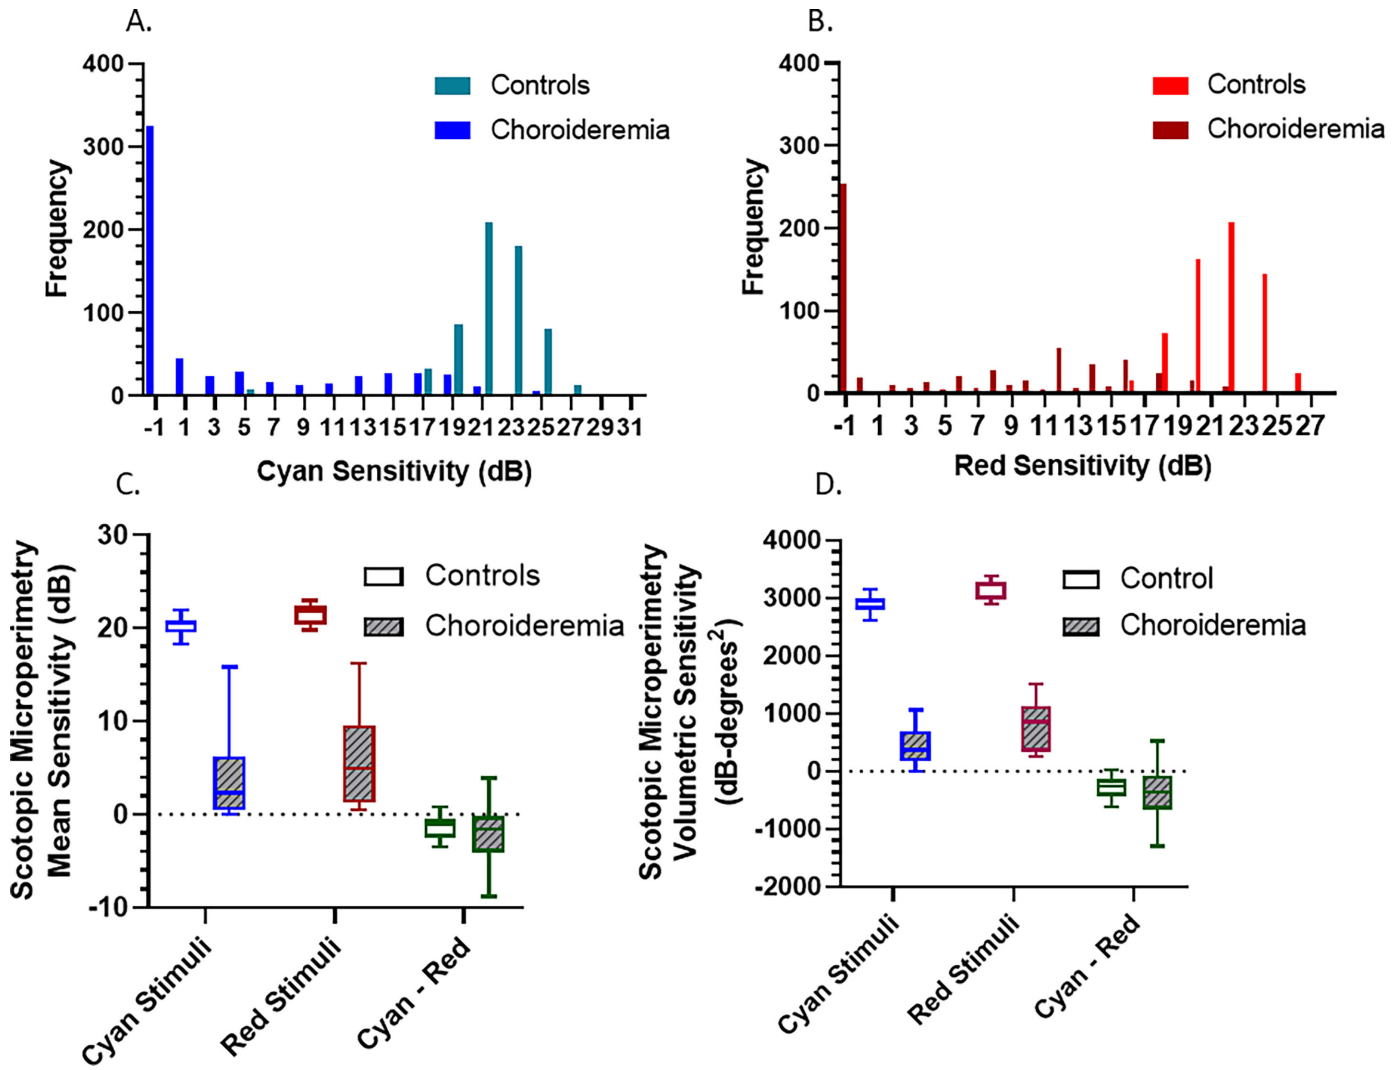 A.
400
300
200
100
0
Frequency
Controls
Choroideremia
-1 1 3 5 7 9 11 13 15 17 19 21 23 25 27 29 31
Cyan Sensitivity (dB)
B.
400
300
200
100
0
Frequency
Controls
Choroideremia
-1 1 3 5 7 9 11 13 15 17 19 21 23 25 27
Red Sensitivity (dB)
C.
30
20
10
0
-10
Scotopic Microperimetry
Mean Sensitivity (dB)
Controls
Choroideremia
Cyan Stimuli
Red Stimuli
Cyan - Red
D.
4000
3000
2000
1000
0
-1000
-2000
Scotopic Microperimetry
Volumetric Sensitivity
(dB-degrees²)
Control
Choroideremia
Cyan Stimuli
Red Stimuli
Cyan - Red